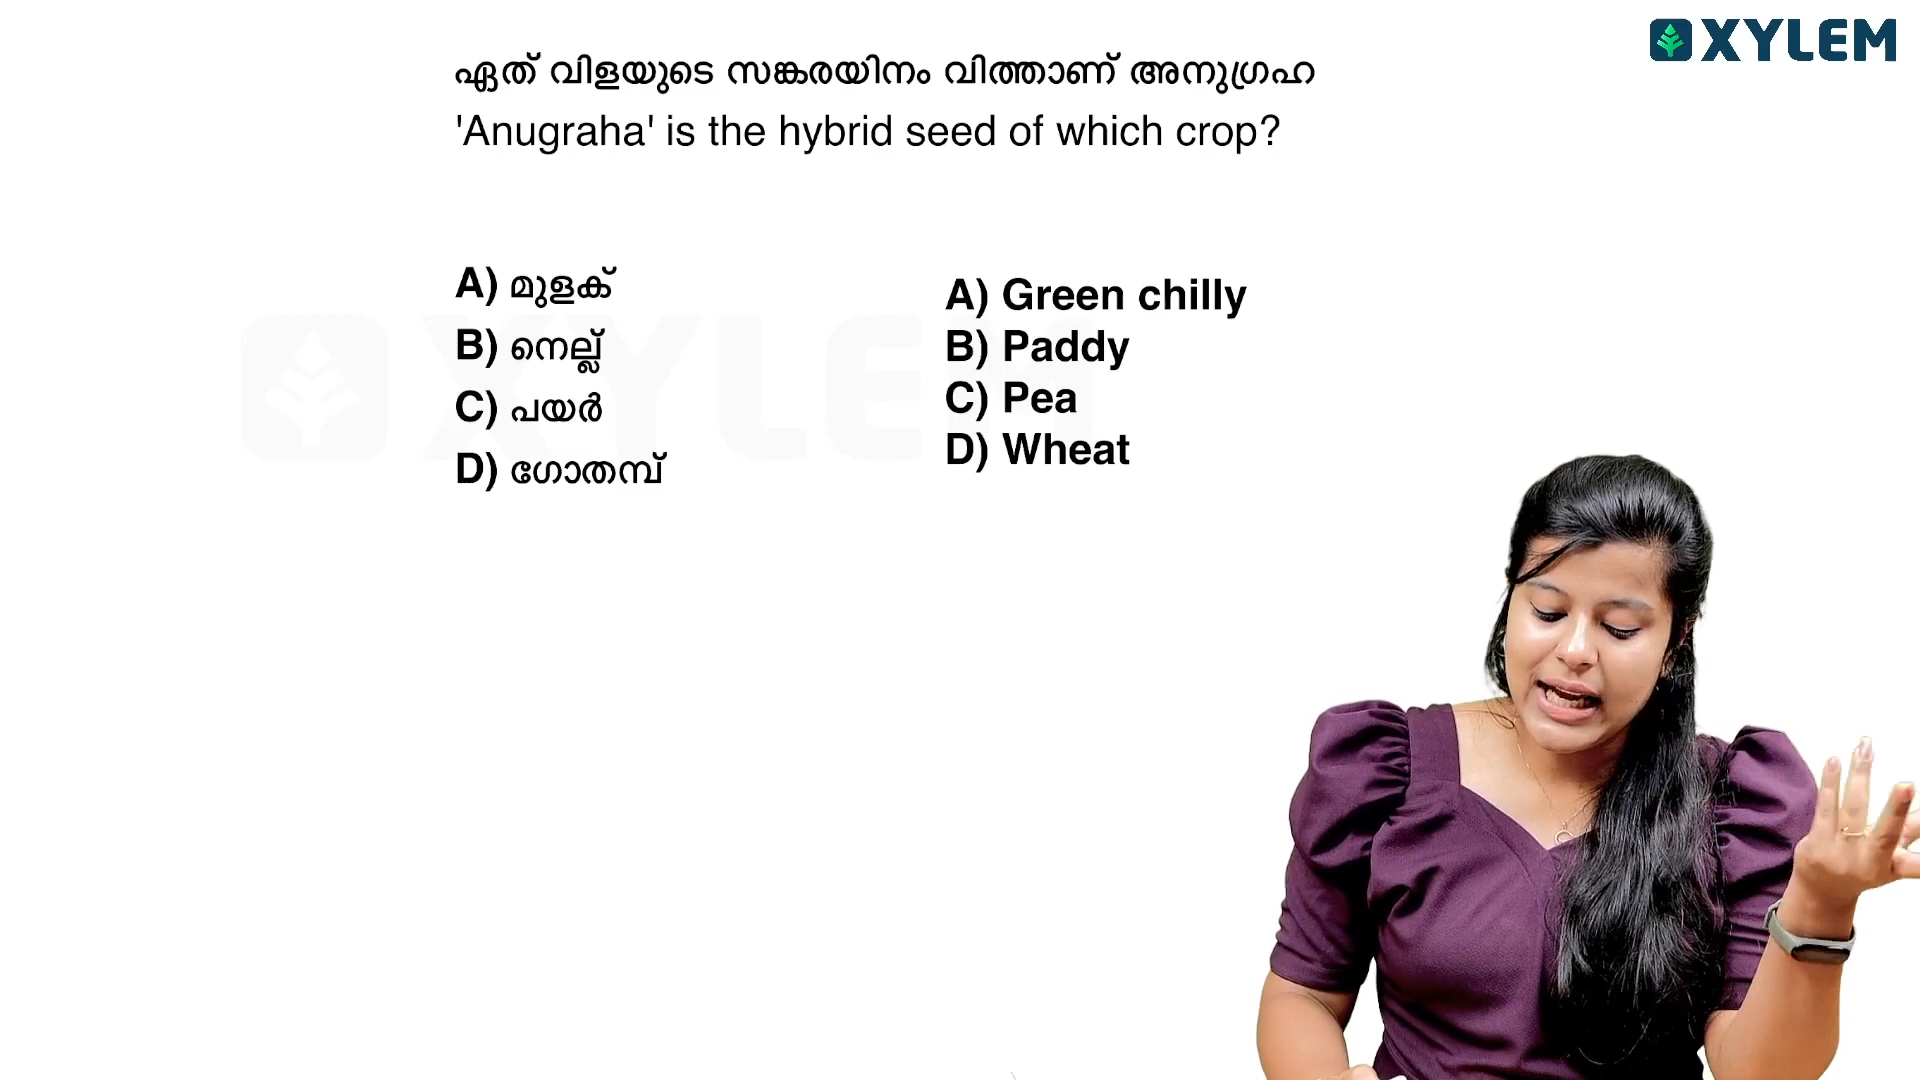 XYLEM
ഏത് വിളയുടെ സങ്കരയിനം വിത്താണ് അനുഗ്രഹ
'Anugraha' is the hybrid seed of which crop?
A) മുളക്
B) നെല്ല്
C) പയർ
D) ഗോതമ്പ്
A) Green chilly
B) Paddy
C) Pea
D) Wheat
XYLEM